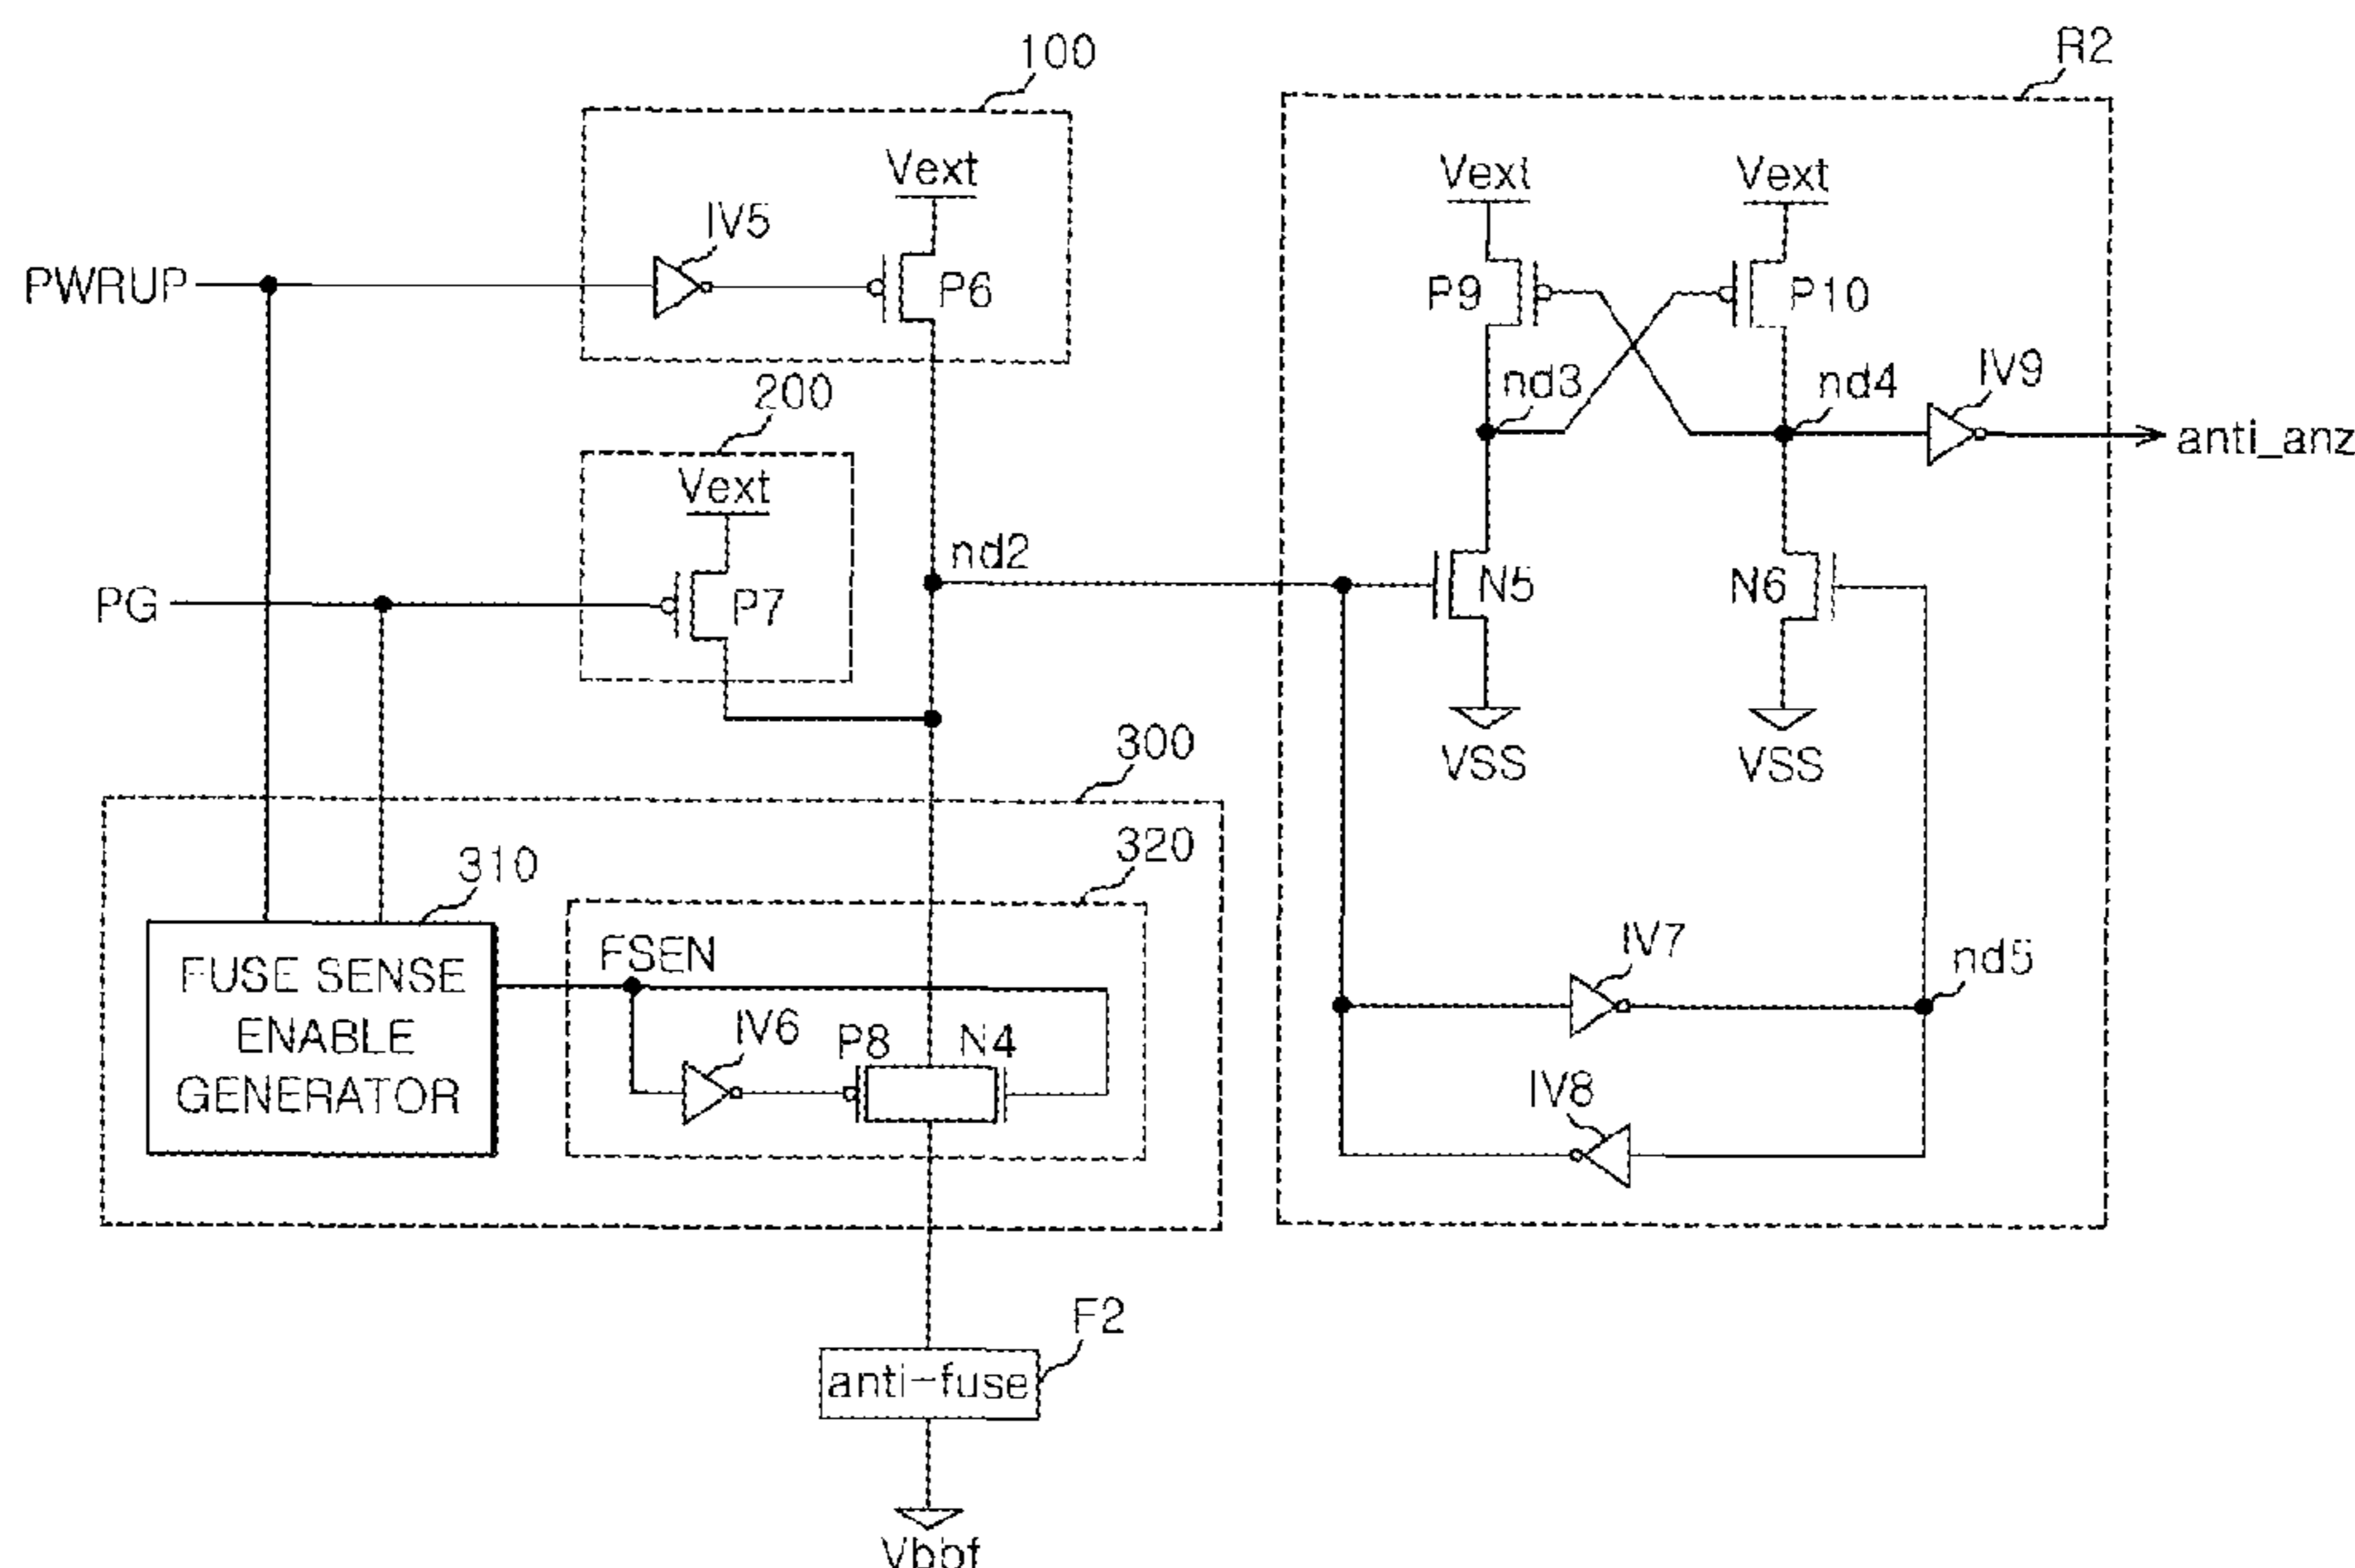 100
R2
Vext
Vext
Vext
IV5
PWRUP
P6
P9
P10
200
nd3
nd4
IV9
anti_anz
Vext
nd2
PG
P7
N5
N6
VSS
VSS
300
310
320
FUSE SENSE
ENABLE
GENERATOR
FSEN
IV6
P8
N4
IV7
nd5
IV8
F2
anti-fuse
Vbbf